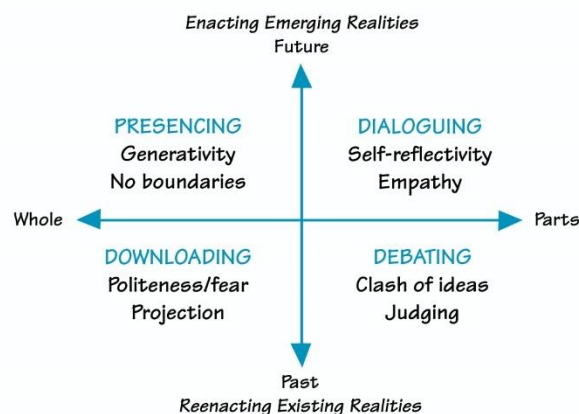 Enacting Emerging Realities
Future
PRESENCING
Generativity
No boundaries
DIALOGUING
Self-reflectivity
Empathy
Whole
Parts
DOWNLOADING
Politeness/fear
Projection
DEBATING
Clash of ideas
Judging
Past
Reenacting Existing Realities